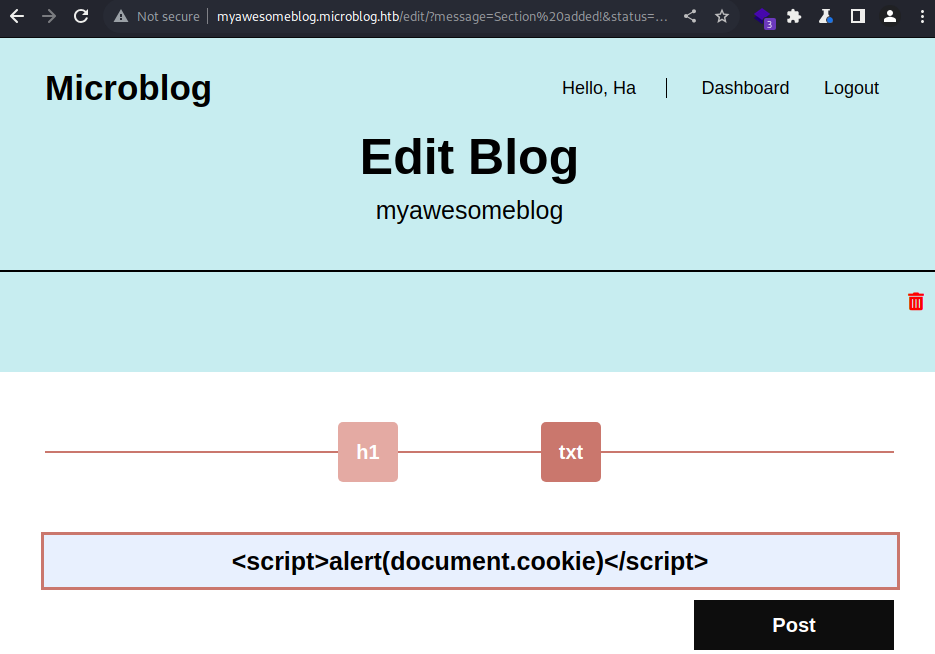 Not secure myawesomeblog.microblog.htb/edit/?message=Section%20added!&status=...
3
Microblog
Hello, Ha
Dashboard
Logout
Edit Blog
myawesomeblog
h1
txt
<script>alert(document.cookie)</script>
Post